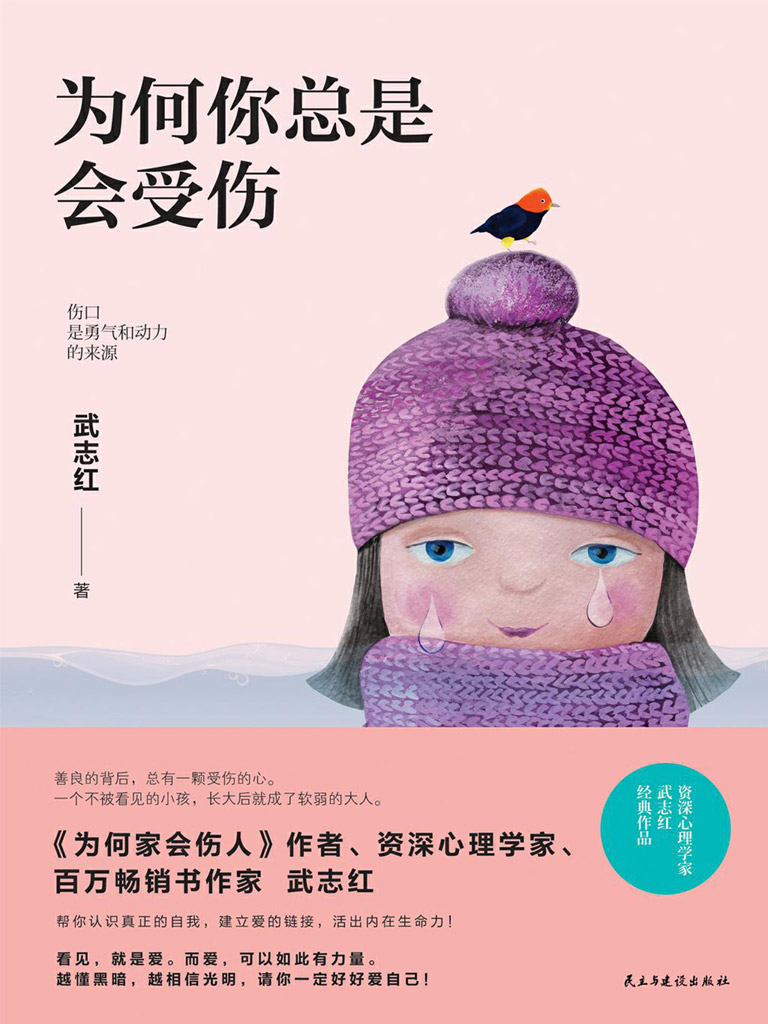 为何你总是
会受伤
伤口
是勇气和动力
的来源
武志红
著
善良的背后，总有一颗受伤的心。
一个不被看见的小孩，长大后就成了软弱的大人。
《为何家会伤人》作者、资深心理学家、
百万畅销书作家 武志红
帮你认识真正的自我，建立爱的链接，活出内在生命力！
看见，就是爱。而爱，可以如此有力量。
越懂黑暗，越相信光明，请你一定好好爱自己！
资深心理学家
武志红
经典作品
民主与建设出版社